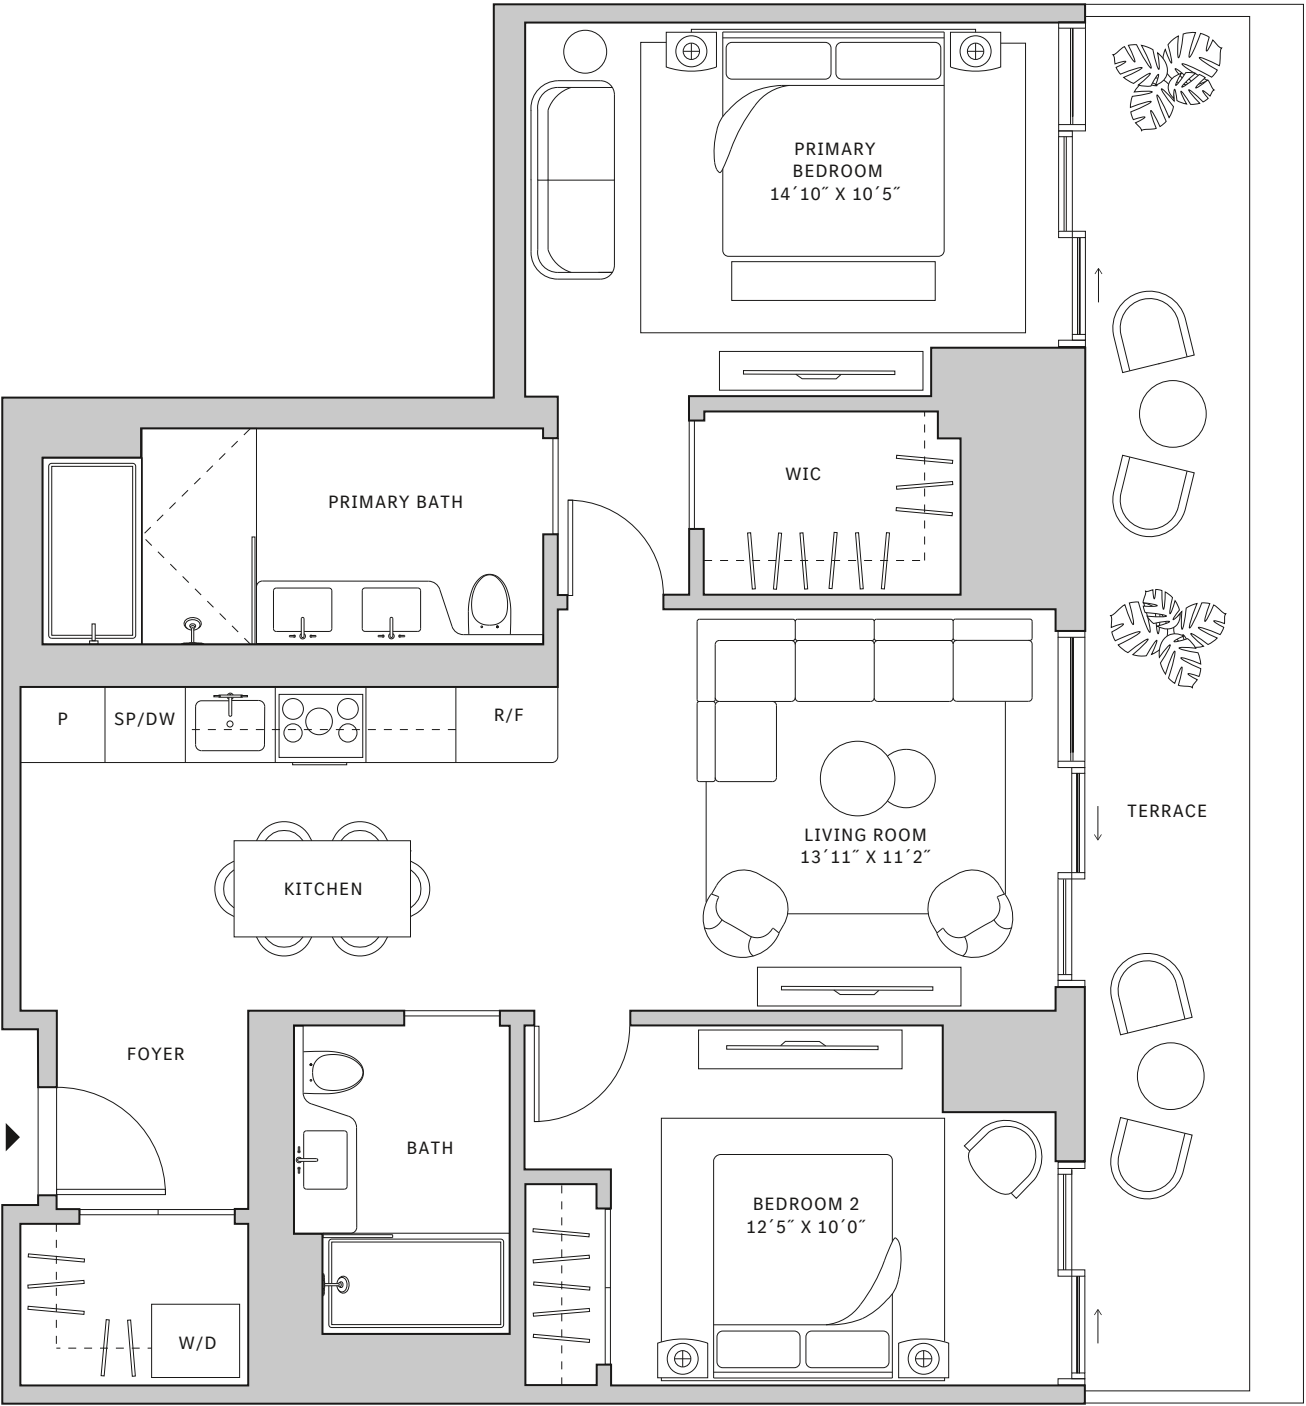 PRIMARY
BEDROOM
14´10˝ X 10´5˝
WIC
PRIMARY BATH
P
SP/DW
R/F
TERRACE
LIVING ROOM
13´11˝ X 11´2˝
KITCHEN
FOYER
BATH
BEDROOM 2
12´5˝ X 10´0˝
W/D